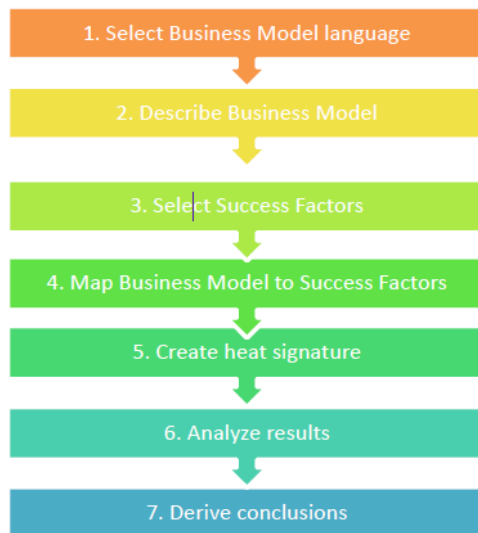 1. Select Business Model language
2. Describe Business Model
3. Select Success Factors
4. Map Business Model to Success Factors
5. Create heat signature
6. Analyze results
7. Derive conclusions